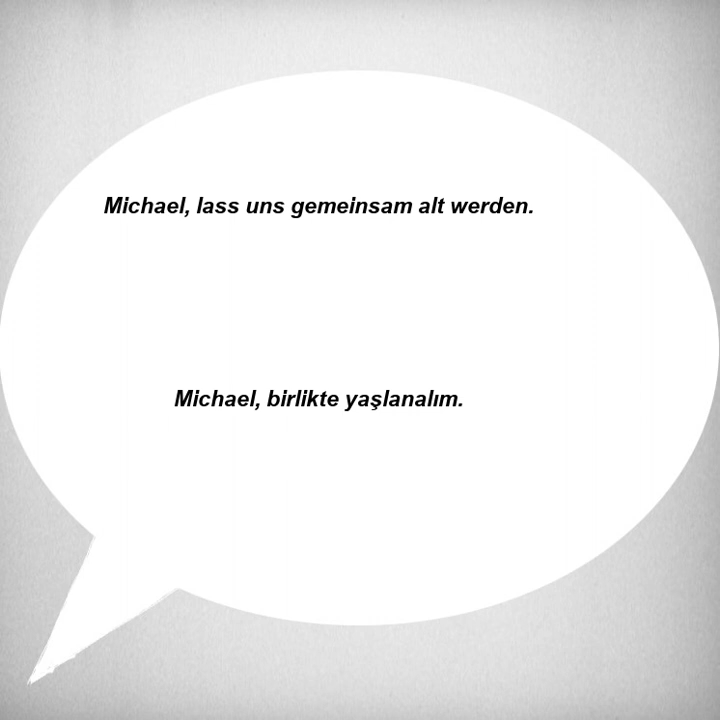 Michael, lass uns gemeinsam alt werden.
Michael, birlikte yaşlanalım.